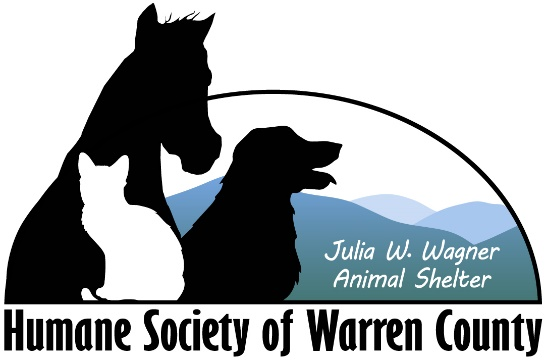 Julia W. Wagner
Animal Shelter
Humane Society of Warren County